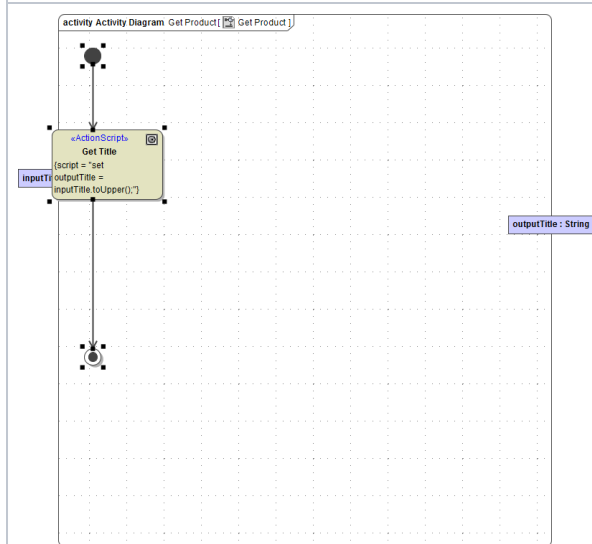 activity Activity Diagram Get Product[ Get Product ]
«ActionScript»
Get Title
{script = "set
outputTitle =
inputTitle.toUpper();"}
outputTitle : String